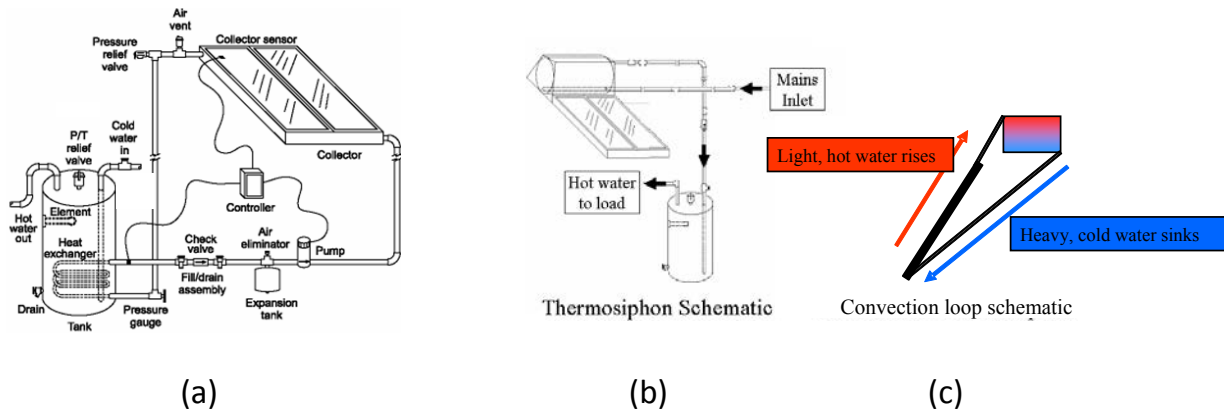 Air
vent
Pressure
relief
valve
Collector sensor
P/T
relief
valve
Cold
water
in
Collector
Controller
Hot
water
out
Element
Heat
exchanger
Check
valve
Air
eliminator
Pump
Fill/drain
assembly
Expansion
tank
Drain
Tank
Pressure
gauge
(a)
Mains
Inlet
Hot water
to load
Thermosiphon Schematic
(b)
Light, hot water rises
Heavy, cold water sinks
Convection loop schematic
(c)